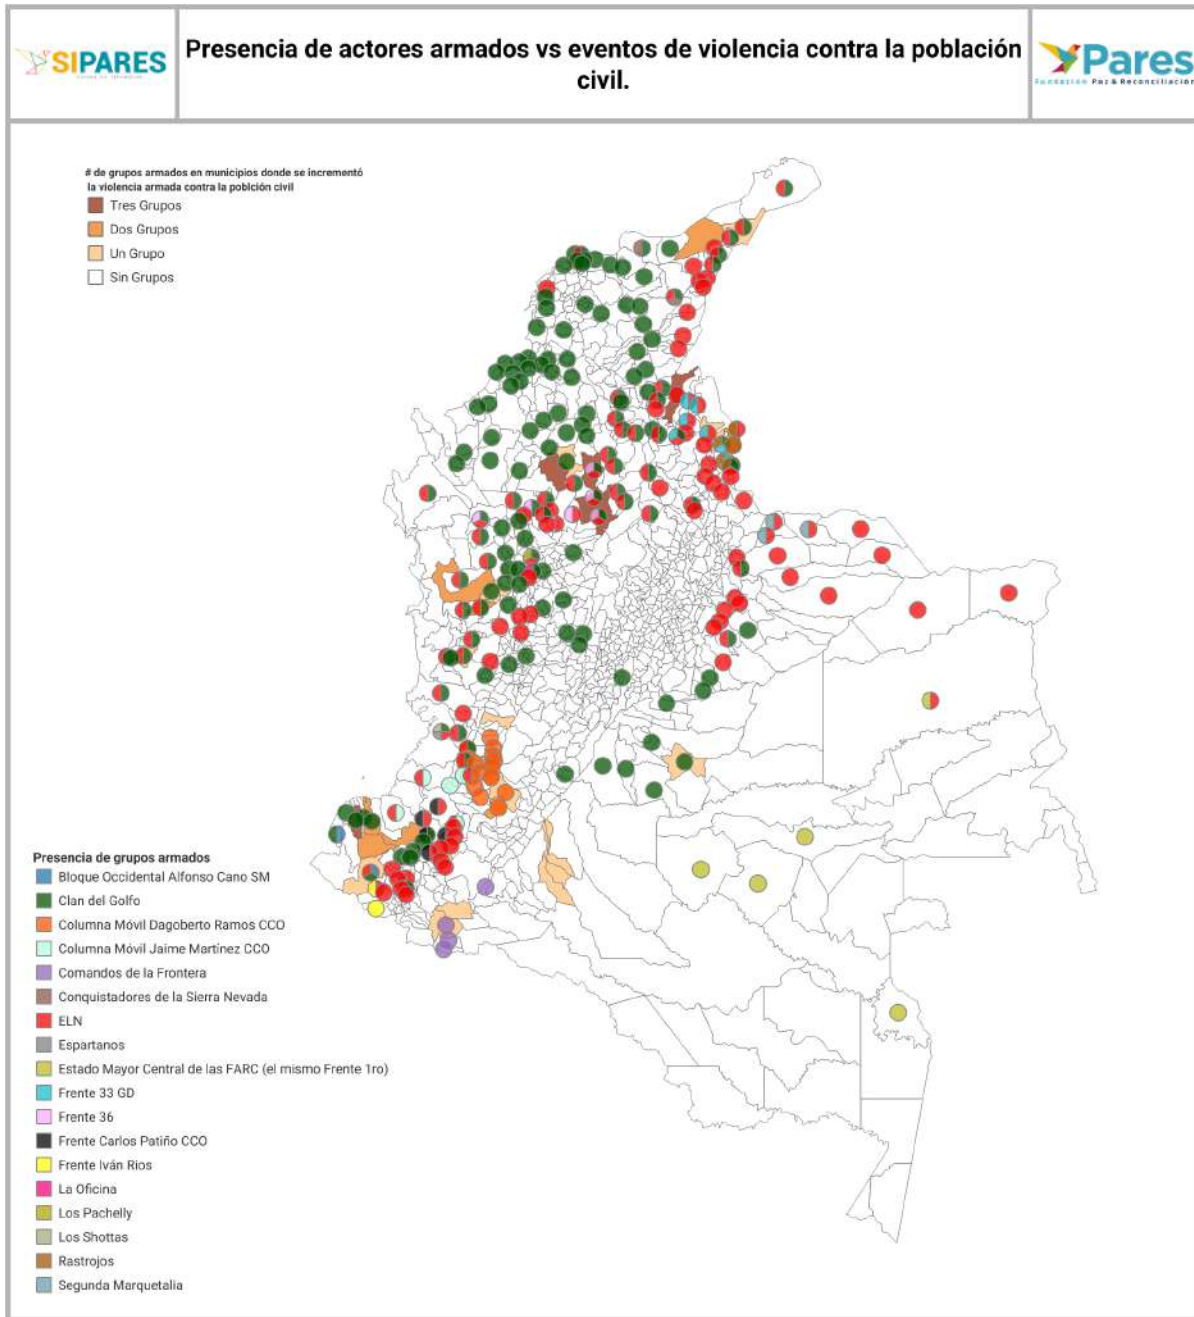 SIPARES
Presencia de actores armados vs eventos de violencia contra la población
civil.
Pares
Fundación Paz & Reconciliación
# de grupos armados en municipios donde se incrementó
la violencia armada contra la poblción civil
Tres Grupos
Dos Grupos
Un Grupo
Sin Grupos
Presencia de grupos armados
Bloque Occidental Alfonso Cano SM
Clan del Golfo
Columna Móvil Dagoberto Ramos CCO
Columna Móvil Jaime Martínez CCO
Comandos de la Frontera
Conquistadores de la Sierra Nevada
ELN
Espartanos
Estado Mayor Central de las FARC (el mismo Frente 1ro)
Frente 33 GD
Frente 36
Frente Carlos Patiño CCO
Frente Iván Rios
La Oficina
Los Pachelly
Los Shottas
Rastrojos
Segunda Marquetalia